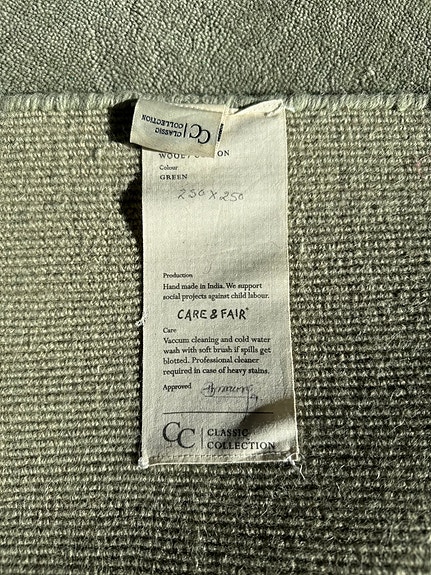 CC | CLASSIC
COLLECTION
Colour
GREEN
250 x 250
Production
Hand made in India. We support
social projects against child labour.
CARE & FAIR®
Care
Vaccum cleaning and cold water
wash with soft brush if spills get
blotted. Professional cleaner
required in case of heavy stains.
Approved
CC | CLASSIC
COLLECTION